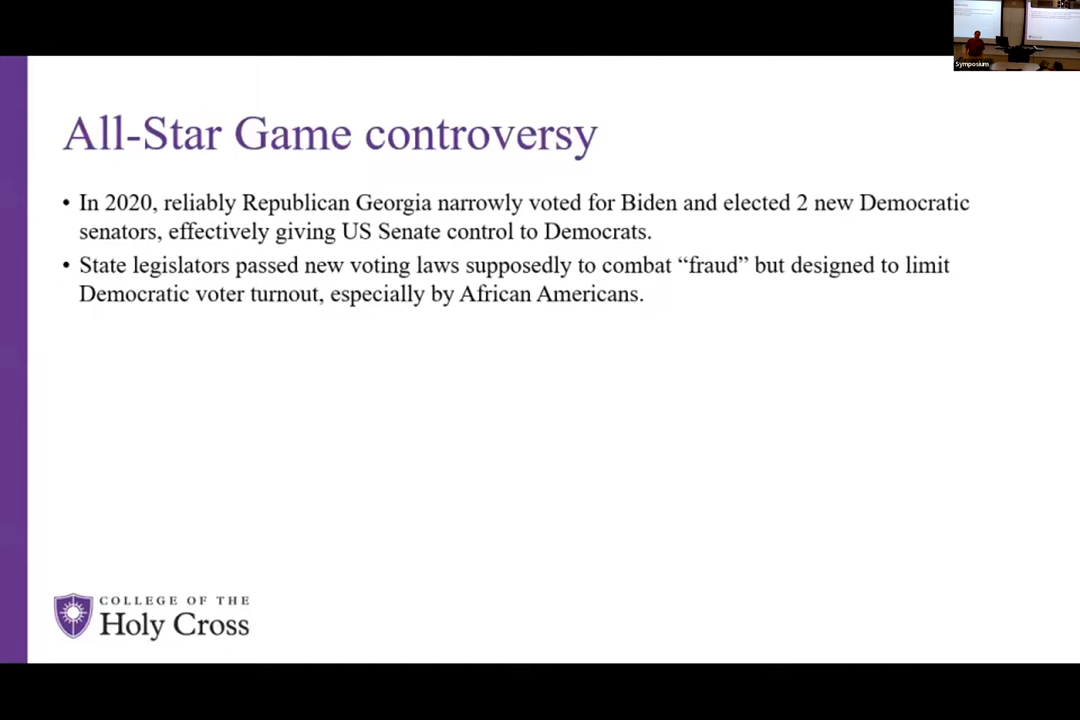 Symposium
All-Star Game controversy
• In 2020, reliably Republican Georgia narrowly voted for Biden and elected 2 new Democratic
senators, effectively giving US Senate control to Democrats.
• State legislators passed new voting laws supposedly to combat “fraud” but designed to limit
Democratic voter turnout, especially by African Americans.
COLLEGE OF THE
Holy Cross